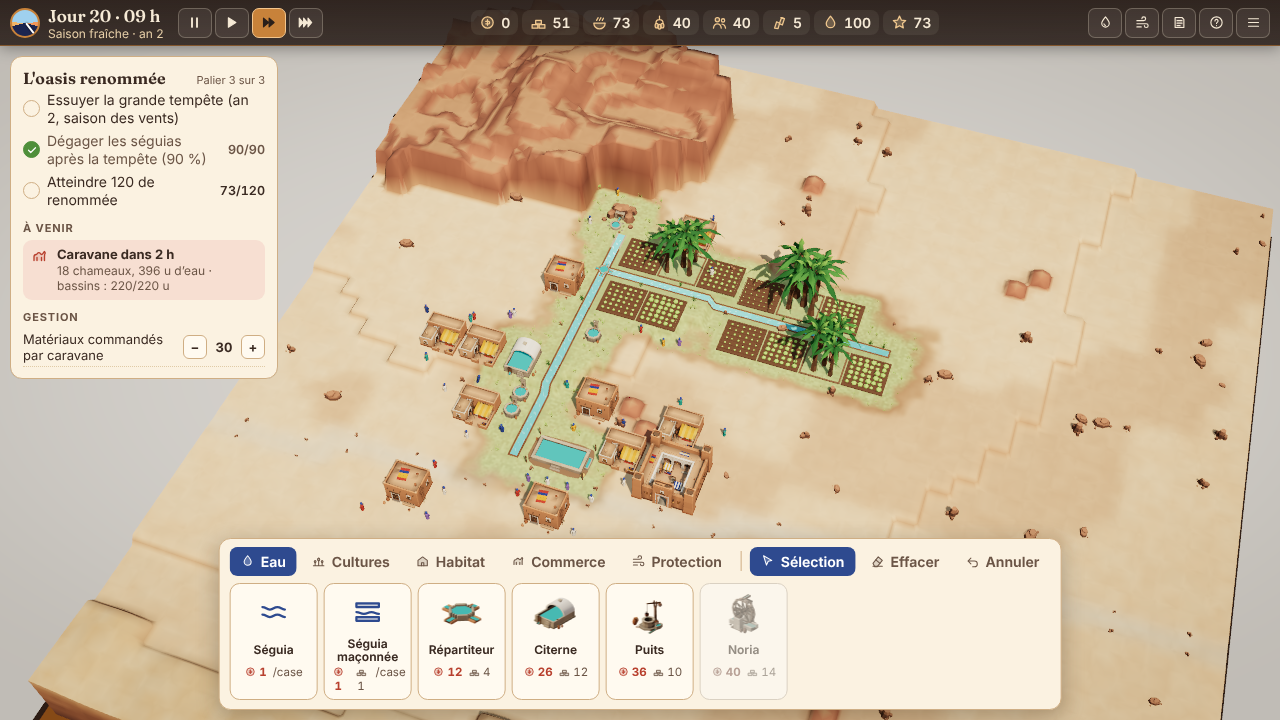 Jour 20 · 09 h
Saison fraîche · an 2
0
51
73
40
40
5
100
73
L'oasis renommée
Palier 3 sur 3
Essuyer la grande tempête (an
2, saison des vents)
Dégager les séguias
après la tempête (90 %)
90/90
Atteindre 120 de
renommée
73/120
À VENIR
Caravane dans 2 h
18 chameaux, 396 u d'eau ·
bassins : 220/220 u
GESTION
Matériaux commandés
par caravane
−
30
+
Eau
Cultures
Habitat
Commerce
Protection
Sélection
Effacer
Annuler
Séguia
1 /case
Séguia
maçonnée
1 1 /case
Répartiteur
12 4
Citerne
26 12
Puits
36 10
Noria
40 14